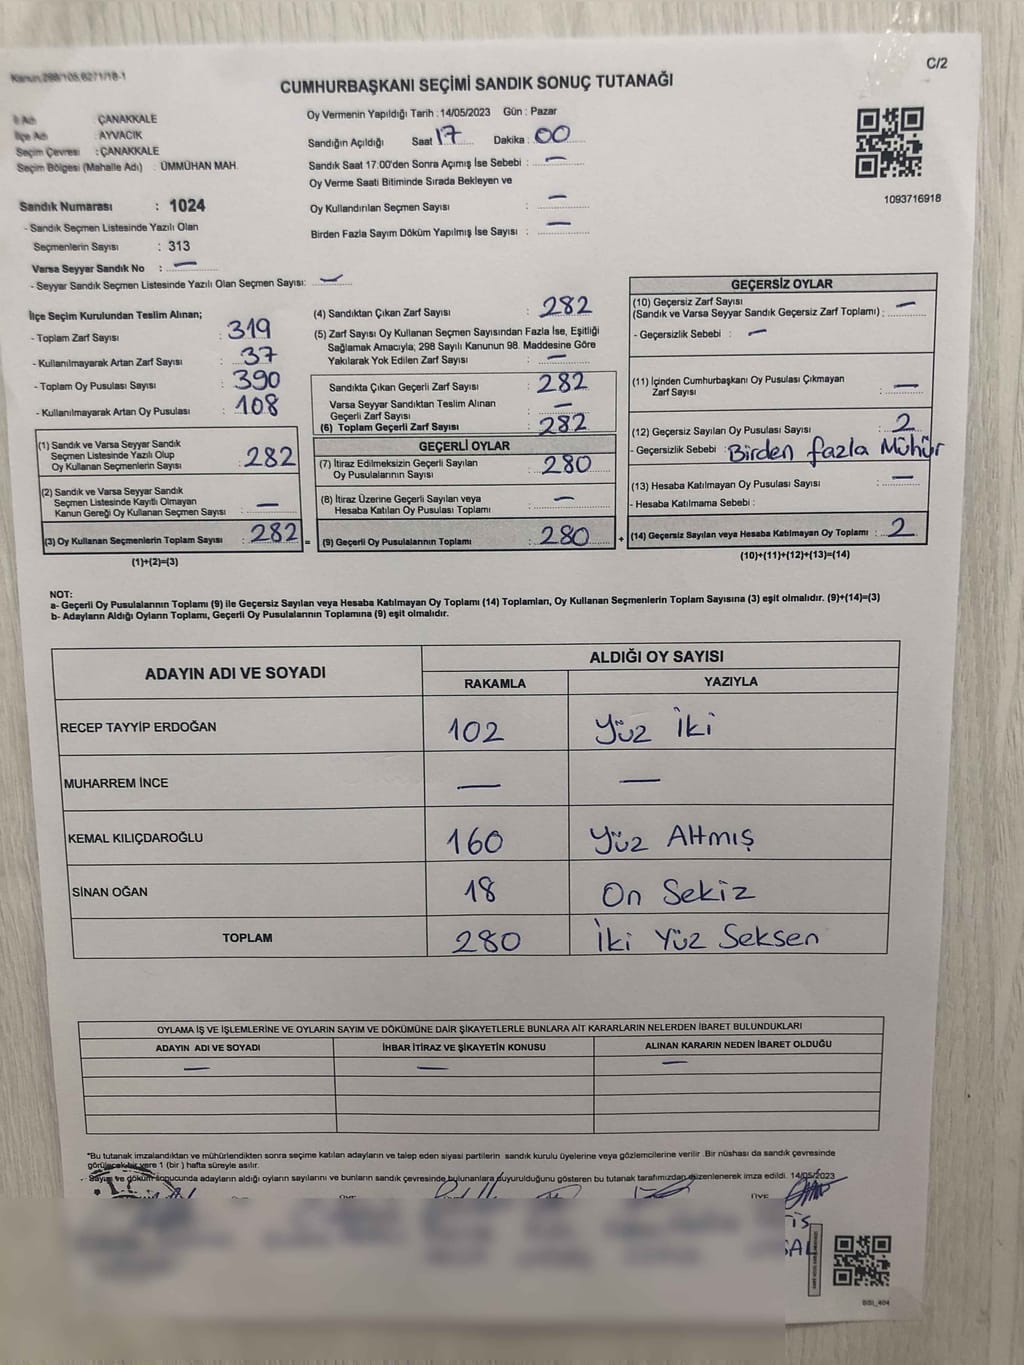 Kanun.298/105,6271/18-1
C/2
CUMHURBAŞKANI SEÇİMİ SANDIK SONUÇ TUTANAĞI
İl Adı ÇANAKKALE
İlçe Adı : AYVACIK
Seçim Çevresi : ÇANAKKALE
Seçim Bölgesi (Mahalle Adı) : ÜMMÜHAN MAH.
Sandık Numarası : 1024
- Sandık Seçmen Listesinde Yazılı Olan
Seçmenlerin Sayısı : 313
Varsa Seyyar Sandık No : —
- Seyyar Sandık Seçmen Listesinde Yazılı Olan Seçmen Sayısı: —
Oy Vermenin Yapıldığı Tarih : 14/05/2023 Gün : Pazar
Sandığın Açıldığı Saat 17 Dakika : 00
Sandık Saat 17.00'den Sonra Açımış İse Sebebi : —
Oy Verme Saati Bitiminde Sırada Bekleyen ve
Oy Kullandırılan Seçmen Sayısı : —
Birden Fazla Sayım Döküm Yapılmış İse Sayısı : —
1093716918
İlçe Seçim Kurulundan Teslim Alınan;
- Toplam Zarf Sayısı : 319
- Kullanılmayarak Artan Zarf Sayısı : 37
- Toplam Oy Pusulası Sayısı : 390
- Kullanılmayarak Artan Oy Pusulası : 108
(1) Sandık ve Varsa Seyyar Sandık
Seçmen Listesinde Yazılı Olup
Oy Kullanan Seçmenlerin Sayısı : 282
(2) Sandık ve Varsa Seyyar Sandık
Seçmen Listesinde Kayıtlı Olmayan
Kanun Gereği Oy Kullanan Seçmen Sayısı : —
(3) Oy Kullanan Seçmenlerin Toplam Sayısı : 282 =
(1)+(2)=(3)
(4) Sandıktan Çıkan Zarf Sayısı : 282
(5) Zarf Sayısı Oy Kullanan Seçmen Sayısından Fazla İse, Eşitliği
Sağlamak Amacıyla; 298 Sayılı Kanunun 98. Maddesine Göre
Yakılarak Yok Edilen Zarf Sayısı : —
Sandıkta Çıkan Geçerli Zarf Sayısı : 282
Varsa Seyyar Sandıktan Teslim Alınan
Geçerli Zarf Sayısı : —
(6) Toplam Geçerli Zarf Sayısı : 282
GEÇERLİ OYLAR
(7) İtiraz Edilmeksizin Geçerli Sayılan
Oy Pusulalarının Sayısı : 280
(8) İtiraz Üzerine Geçerli Sayılan veya
Hesaba Katılan Oy Pusulası Toplamı : —
(9) Geçerli Oy Pusulalarının Toplamı : 280 +
GEÇERSİZ OYLAR
(10) Geçersiz Zarf Sayısı
(Sandık ve Varsa Seyyar Sandık Geçersiz Zarf Toplamı) : —
- Geçersizlik Sebebi : —
(11) İçinden Cumhurbaşkanı Oy Pusulası Çıkmayan
Zarf Sayısı : —
(12) Geçersiz Sayılan Oy Pusulası Sayısı : 2
- Geçersizlik Sebebi : Birden fazla Mühür
(13) Hesaba Katılmayan Oy Pusulası Sayısı : —
- Hesaba Katılmama Sebebi :
(14) Geçersiz Sayılan veya Hesaba Katılmayan Oy Toplamı : 2
(10)+(11)+(12)+(13)=(14)
NOT:
a- Geçerli Oy Pusulalarının Toplamı (9) ile Geçersiz Sayılan veya Hesaba Katılmayan Oy Toplamı (14) Toplamları, Oy Kullanan Seçmenlerin Toplam Sayısına (3) eşit olmalıdır. (9)+(14)=(3)
b- Adayların Aldığı Oyların Toplamı, Geçerli Oy Pusulalarının Toplamına (9) eşit olmalıdır.
ADAYIN ADI VE SOYADI ALDIĞI OY SAYISI
RAKAMLA YAZIYLA
RECEP TAYYİP ERDOĞAN 102 Yüz İki
MUHARREM İNCE — —
KEMAL KILIÇDAROĞLU 160 Yüz Altmış
SİNAN OĞAN 18 On Sekiz
TOPLAM 280 İki Yüz Seksen
OYLAMA İŞ VE İŞLEMLERİNE VE OYLARIN SAYIM VE DÖKÜMÜNE DAİR ŞİKAYETLERLE BUNLARA AİT KARARLARIN NELERDEN İBARET BULUNDUKLARI
ADAYIN ADI VE SOYADI İHBAR İTİRAZ VE ŞİKAYETİN KONUSU ALINAN KARARIN NEDEN İBARET OLDUĞU
— — —
*Bu tutanak imzalandıktan ve mühürlendikten sonra seçime katılan adayların ve talep eden siyasi partilerin sandık kurulu üyelerine veya gözlemcilerine verilir .Bir nüshası da sandık çevresinde
görülecek bir yere 1 (bir ) hafta süreyle asılır.
- Sayım ve döküm sonucunda adayların aldığı oyların sayılarını ve bunların sandık çevresinde bulunanlara duyurulduğunu gösteren bu tutanak tarafımızdan düzenlenerek imza edildi. 14/05/2023
BSI_404